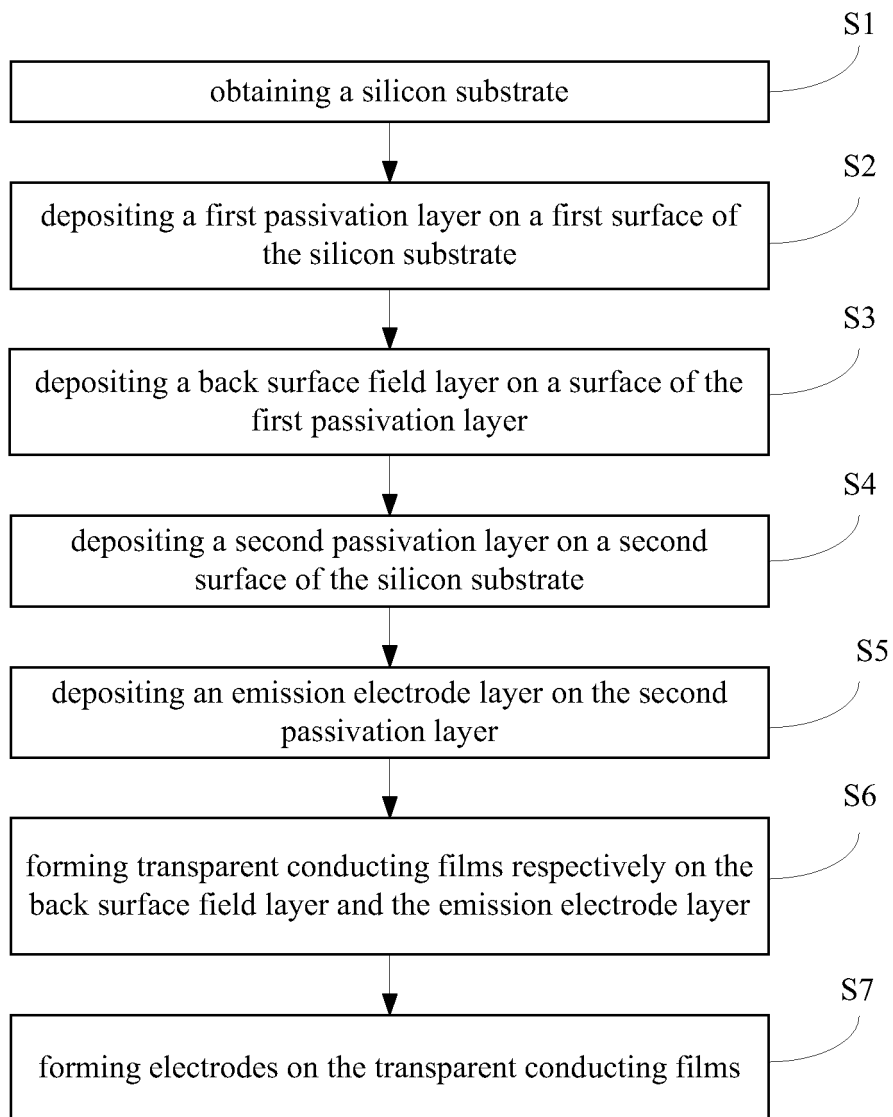 S1
obtaining a silicon substrate
S2
depositing a first passivation layer on a first surface of
the silicon substrate
S3
depositing a back surface field layer on a surface of the
first passivation layer
S4
depositing a second passivation layer on a second
surface of the silicon substrate
S5
depositing an emission electrode layer on the second
passivation layer
S6
forming transparent conducting films respectively on the
back surface field layer and the emission electrode layer
S7
forming electrodes on the transparent conducting films